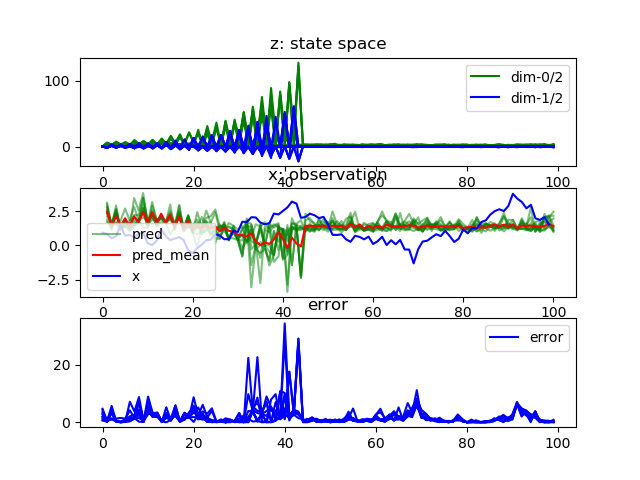 z: state space
100
0
dim-0/2
dim-1/2
0 20 40 60 80 100
x: observation
2.5
0.0
−2.5
pred
pred_mean
x
0 20 40 60 80 100
error
20
0
error
0 20 40 60 80 100